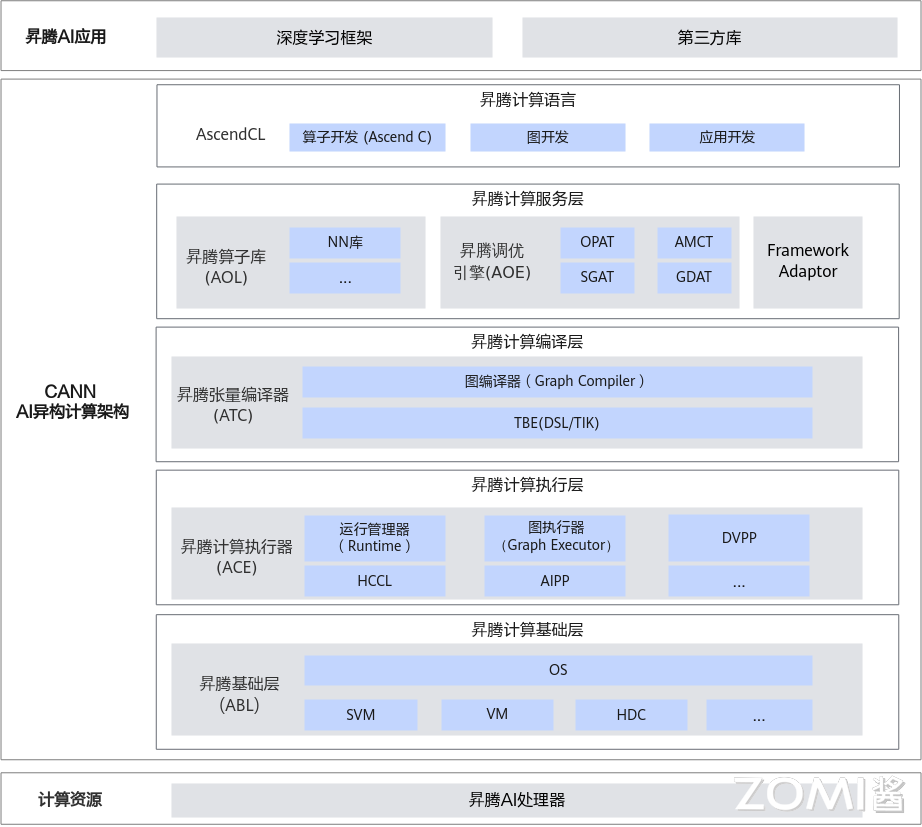 昇腾AI应用
深度学习框架
第三方库
昇腾计算语言
AscendCL
算子开发 (Ascend C)
图开发
应用开发
昇腾计算服务层
昇腾算子库
(AOL)
NN库
...
昇腾调优
引擎(AOE)
OPAT
AMCT
SGAT
GDAT
Framework
Adaptor
CANN
AI异构计算架构
昇腾计算编译层
昇腾张量编译器
(ATC)
图编译器（Graph Compiler）
TBE(DSL/TIK)
昇腾计算执行层
昇腾计算执行器
(ACE)
运行管理器
（Runtime）
图执行器
（Graph Executor）
DVPP
HCCL
AIPP
...
昇腾计算基础层
昇腾基础层
(ABL)
OS
SVM
VM
HDC
...
计算资源
昇腾AI处理器
ZOMI酱